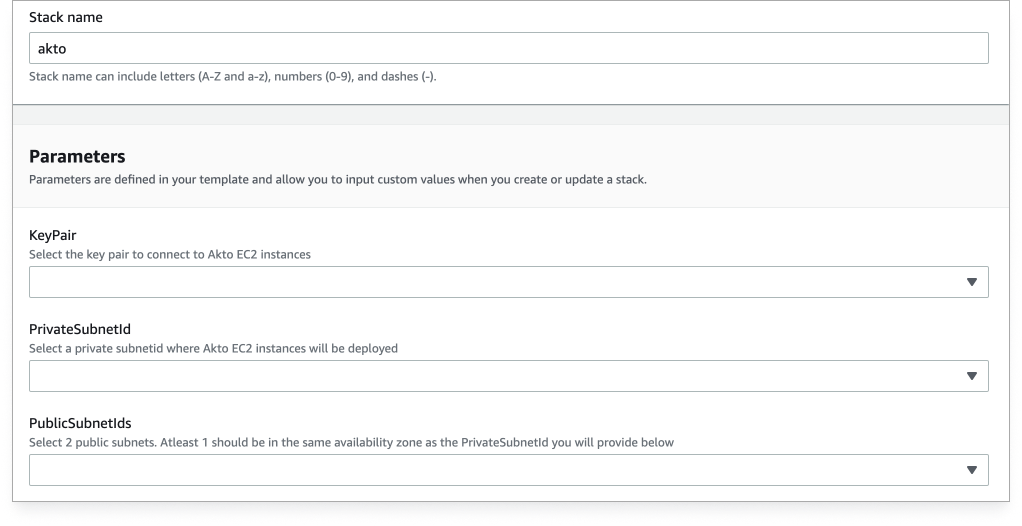 Stack name
akto
Stack name can include letters (A-Z and a-z), numbers (0-9), and dashes (-).
Parameters
Parameters are defined in your template and allow you to input custom values when you create or update a stack.
KeyPair
Select the key pair to connect to Akto EC2 instances
PrivateSubnetId
Select a private subnetid where Akto EC2 instances will be deployed
PublicSubnetIds
Select 2 public subnets. Atleast 1 should be in the same availability zone as the PrivateSubnetId you will provide below